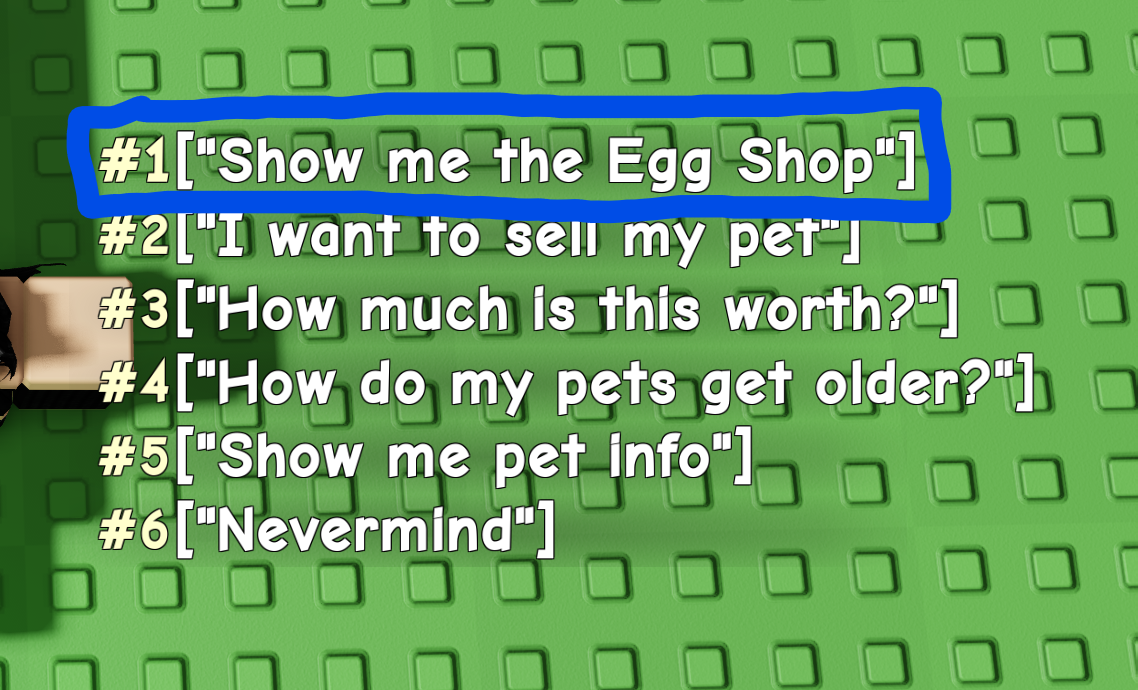 #1["Show me the Egg Shop"]
#2["I want to sell my pet"]
#3["How much is this worth?"]
#4["How do my pets get older?"]
#5["Show me pet info"]
#6["Nevermind"]